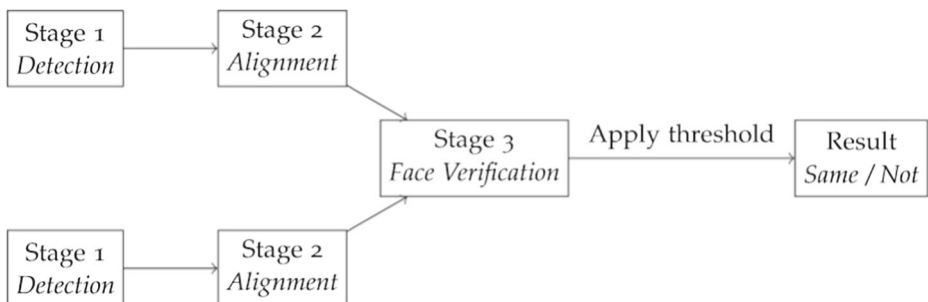 Stage 1
Detection
Stage 2
Alignment
Stage 3
Face Verification
Apply threshold
Result
Same / Not
Stage 1
Detection
Stage 2
Alignment